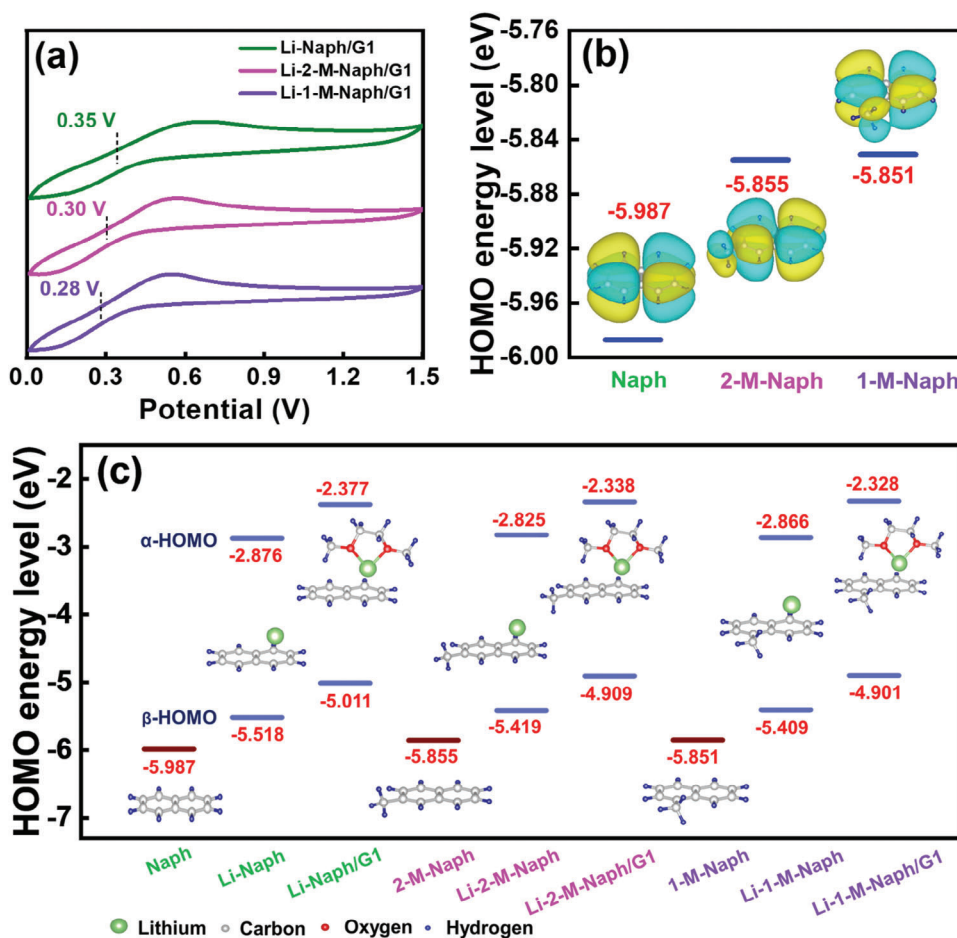 (a)
Li-Naph/G1
Li-2-M-Naph/G1
Li-1-M-Naph/G1
0.35 V
0.30 V
0.28 V
0.0 0.3 0.6 0.9 1.2 1.5
Potential (V)
(b)
HOMO energy level (eV)
-5.76
-5.80
-5.84
-5.88
-5.92
-5.96
-6.00
-5.987
-5.855
-5.851
Naph 2-M-Naph 1-M-Naph
(c)
HOMO energy level (eV)
-2
-3
-4
-5
-6
-7
α-HOMO
β-HOMO
-2.377
-2.338
-2.328
-2.876
-2.825
-2.866
-5.011
-4.909
-4.901
-5.518
-5.419
-5.409
-5.987
-5.855
-5.851
Naph
Li-Naph
Li-Naph/G1
2-M-Naph
Li-2-M-Naph
Li-2-M-Naph/G1
1-M-Naph
Li-1-M-Naph
Li-1-M-Naph/G1
Lithium Carbon Oxygen Hydrogen